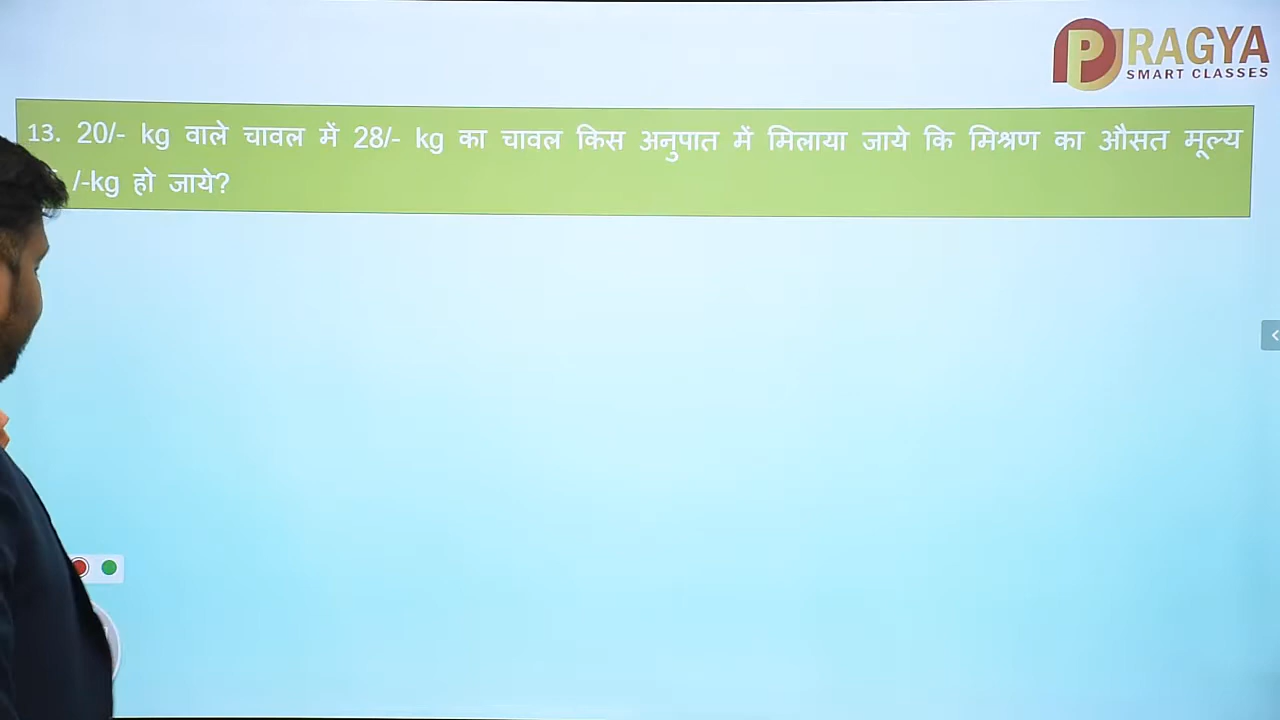 PRAGYA
SMART CLASSES
13. 20/- kg वाले चावल में 28/- kg का चावल किस अनुपात में मिलाया जाये कि मिश्रण का औसत मूल्य
/-kg हो जाये?